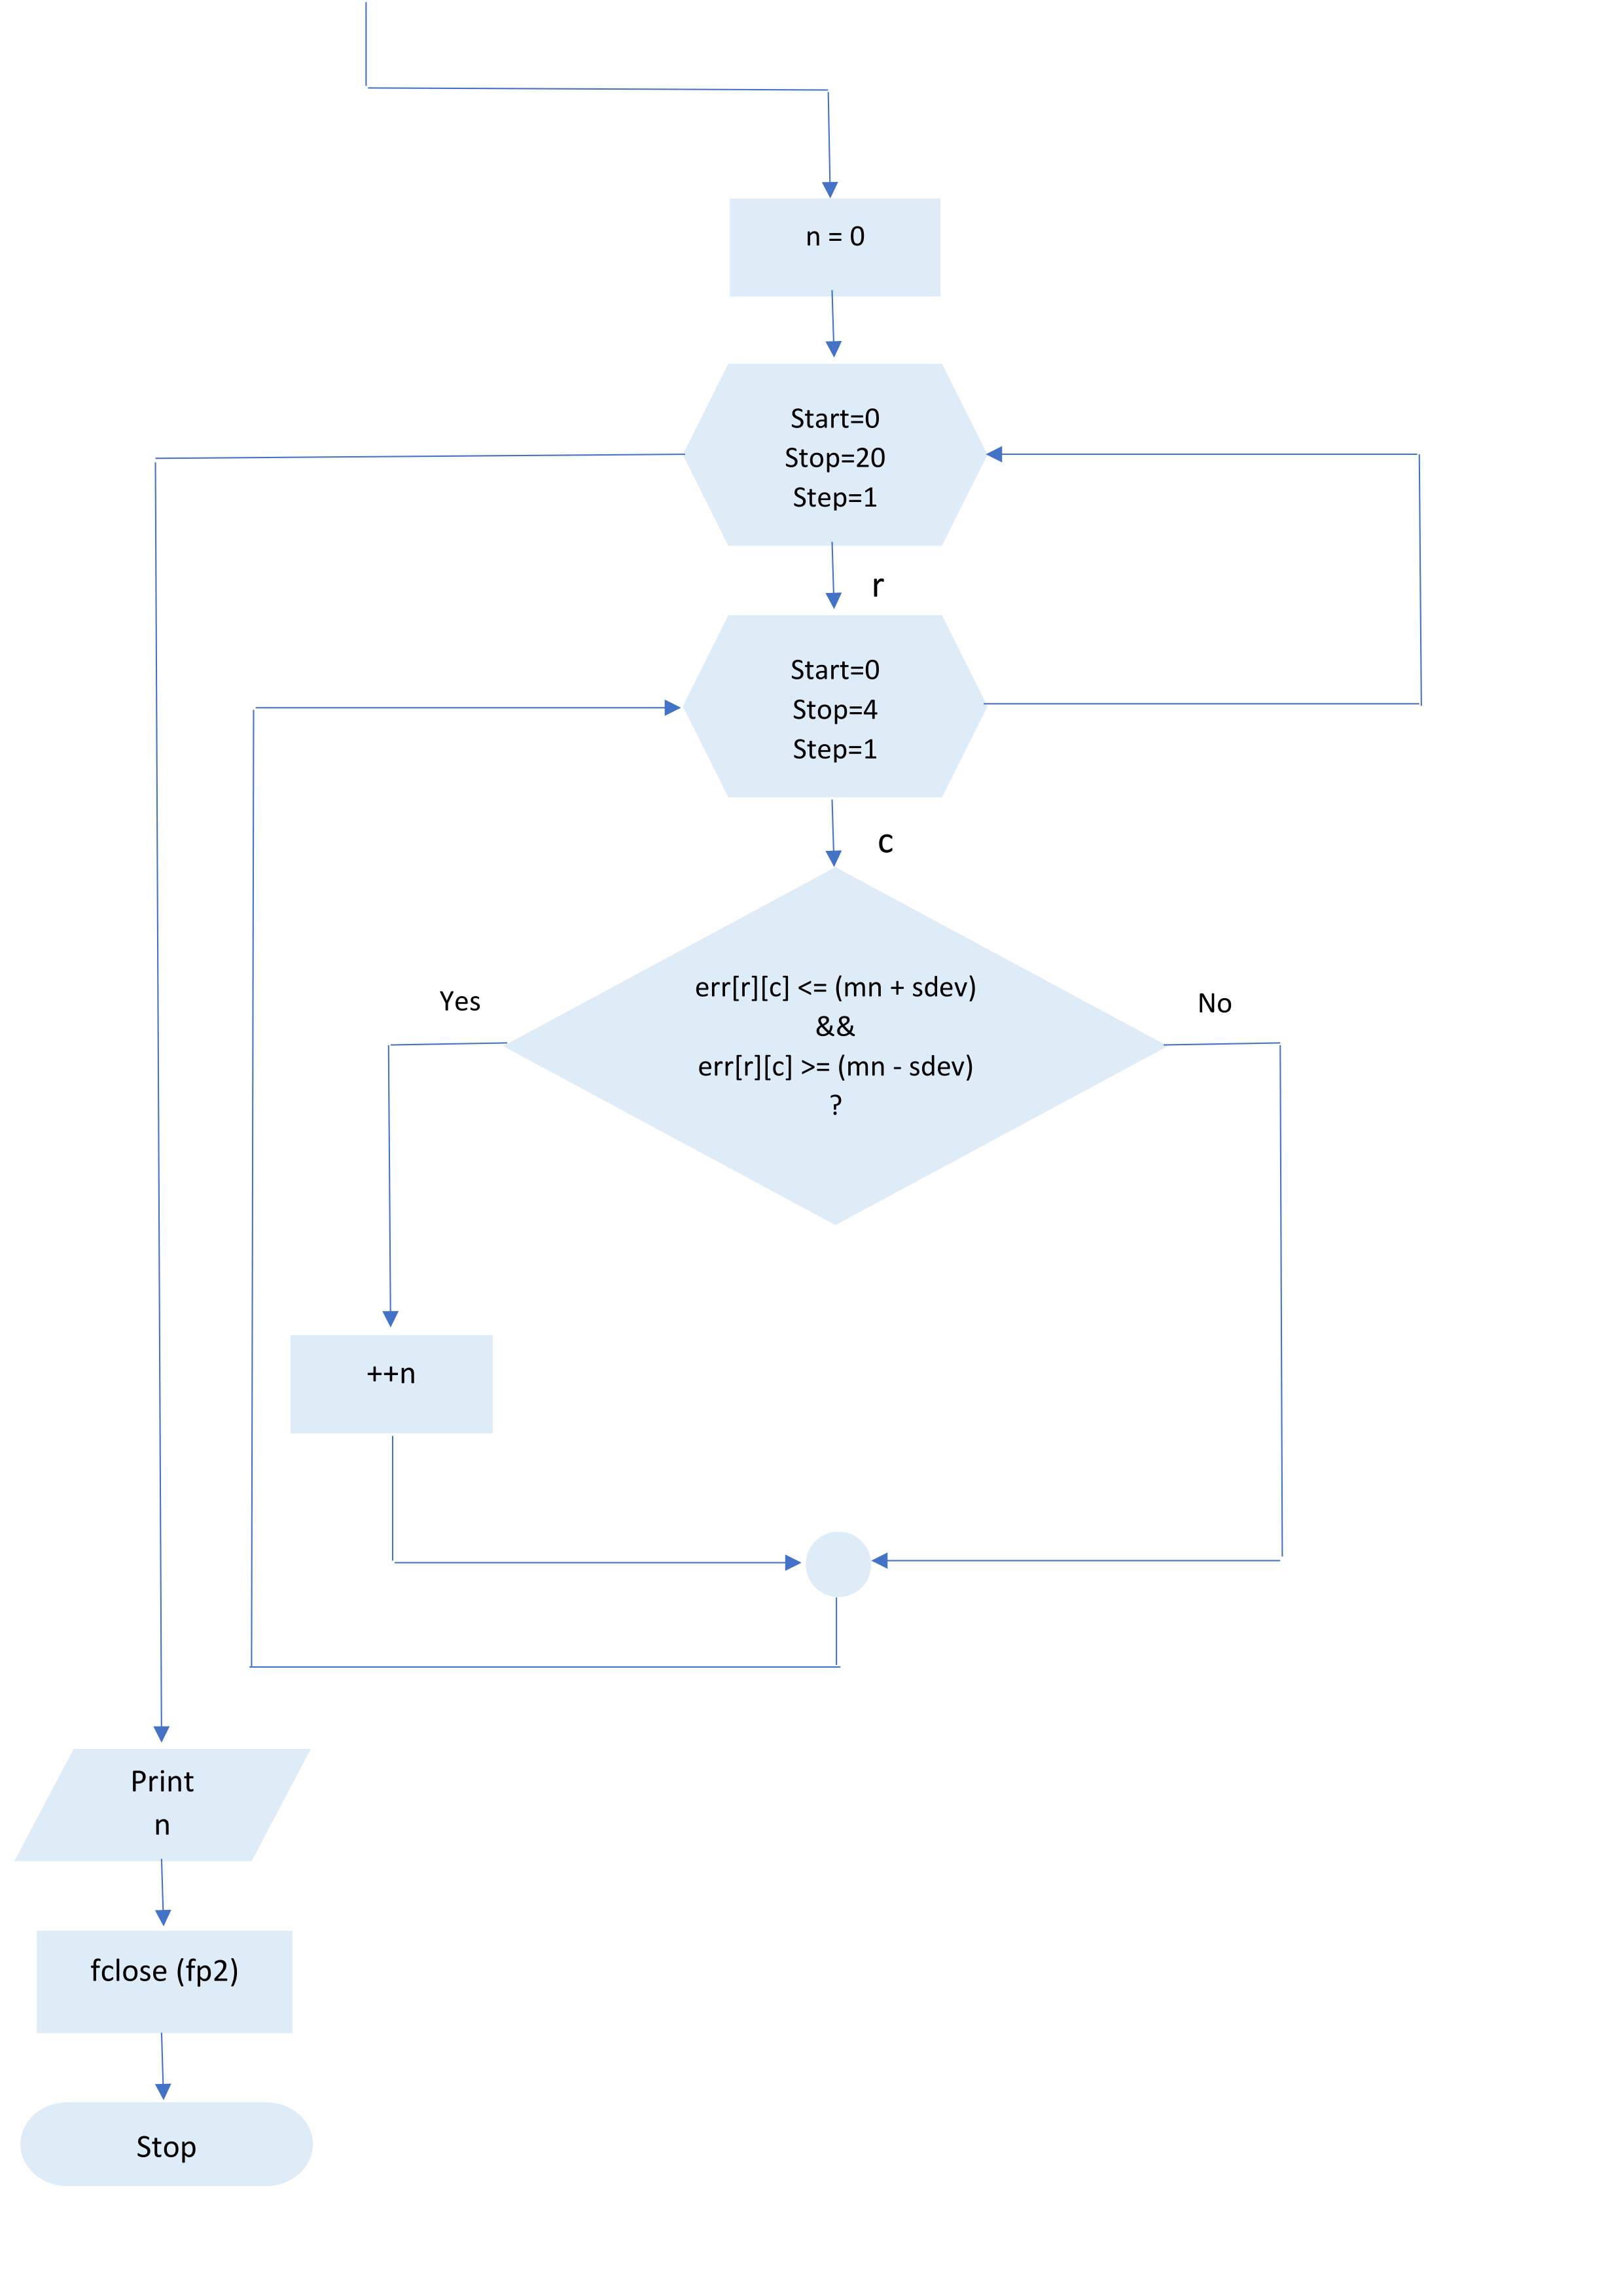 n = 0
Start=0
Stop=20
Step=1
r
Start=0
Stop=4
Step=1
c
err[r][c] <= (mn + sdev)
&&
err[r][c] >= (mn - sdev)
?
Yes
No
++n
Print
n
fclose (fp2)
Stop